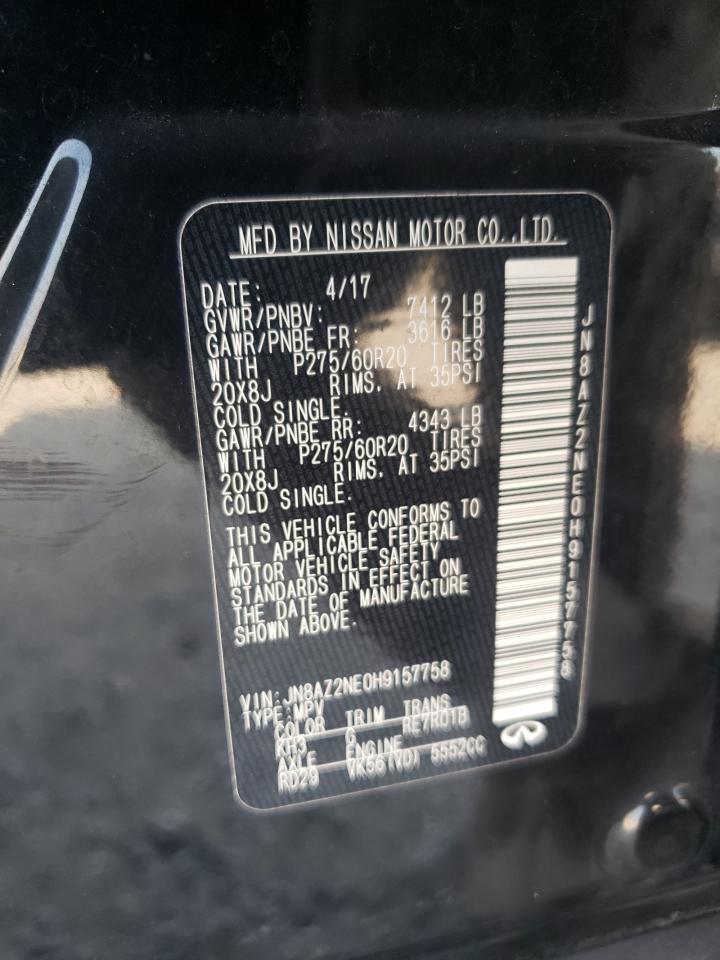 MFD BY NISSAN MOTOR CO.,LTD.
DATE: 4/17
GVWR/PNBV: 7412 LB
GAWR/PNBE FR: 3616 LB
WITH P275/60R20 TIRES
20X8J RIMS, AT 35PSI
COLD SINGLE.
GAWR/PNBE RR: 4343 LB
WITH P275/60R20 TIRES
20X8J RIMS, AT 35PSI
COLD SINGLE.
THIS VEHICLE CONFORMS TO
ALL APPLICABLE FEDERAL
MOTOR VEHICLE SAFETY
STANDARDS IN EFFECT ON
THE DATE OF MANUFACTURE
SHOWN ABOVE.
VIN:JN8AZ2NE0H9157758
TYPE:MPV
COLOR TRIM TRANS
KH3 G RE7R01B
AXLE ENGINE
RD29 VK56(VD) 5552CC
JN8AZ2NE0H9157758